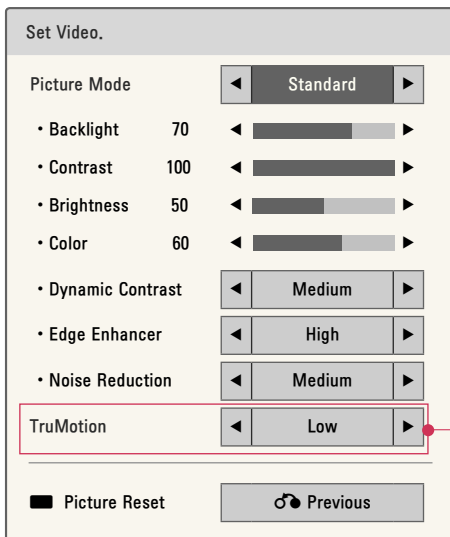 Set Video.
Picture Mode ◀ Standard ▶
• Backlight 70 ◀ ▶
• Contrast 100 ◀ ▶
• Brightness 50 ◀ ▶
• Color 60 ◀ ▶
• Dynamic Contrast ◀ Medium ▶
• Edge Enhancer ◀ High ▶
• Noise Reduction ◀ Medium ▶
TruMotion ◀ Low ▶
Picture Reset Previous